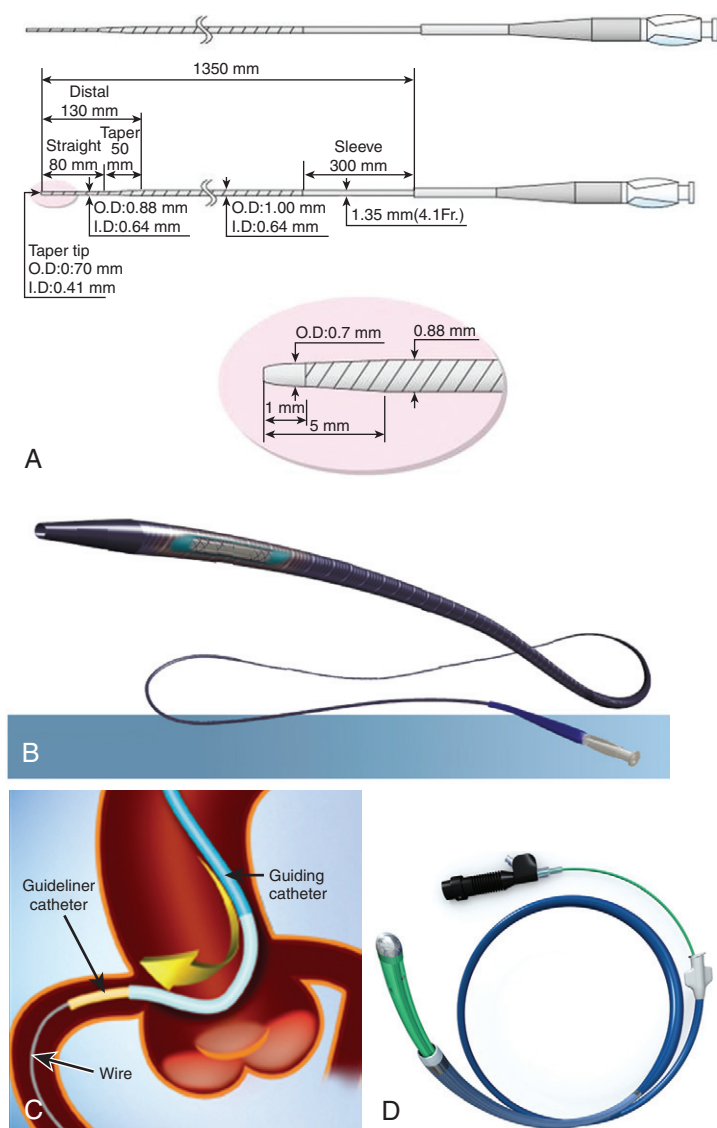 1350 mm
Distal
130 mm
Taper
Straight
50
Sleeve
80 mm
mm
300 mm
O.D:0.88 mm
I.D:0.64 mm
O.D:1.00 mm
I.D:0.64 mm
1.35 mm(4.1Fr.)
Taper tip
O.D:0:70 mm
I.D:0.41 mm
O.D:0.7 mm
0.88 mm
1 mm
5 mm
A
B
Guiding
catheter
Guideliner
catheter
Wire
C
D